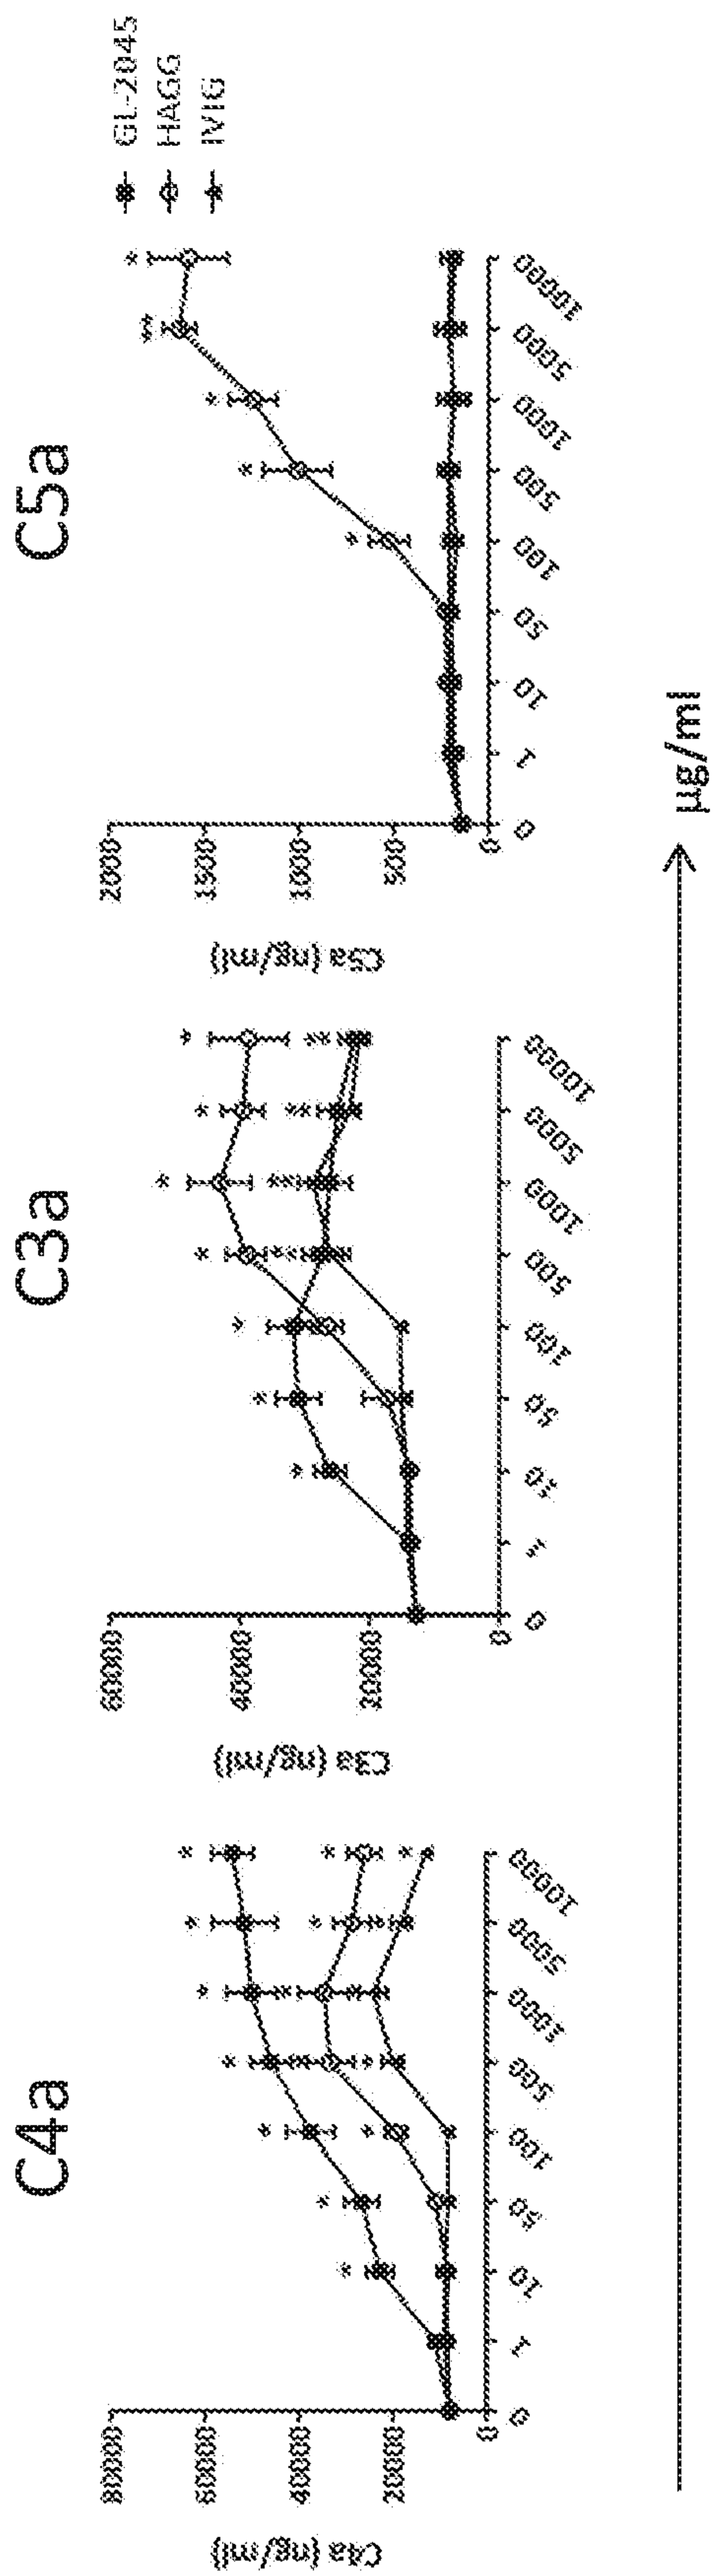 C4a
C4a (ng/ml)
80000
60000
40000
20000
0
0 1 10 50 100 500 1000 5000 10000
C3a
C3a (ng/ml)
60000
40000
20000
0
0 1 10 50 100 500 1000 5000 10000
C5a
C5a (ng/ml)
2000
1500
1000
500
0
0 1 10 50 100 500 1000 5000 10000
GL-2045
HAGG
IVIG
µg/ml